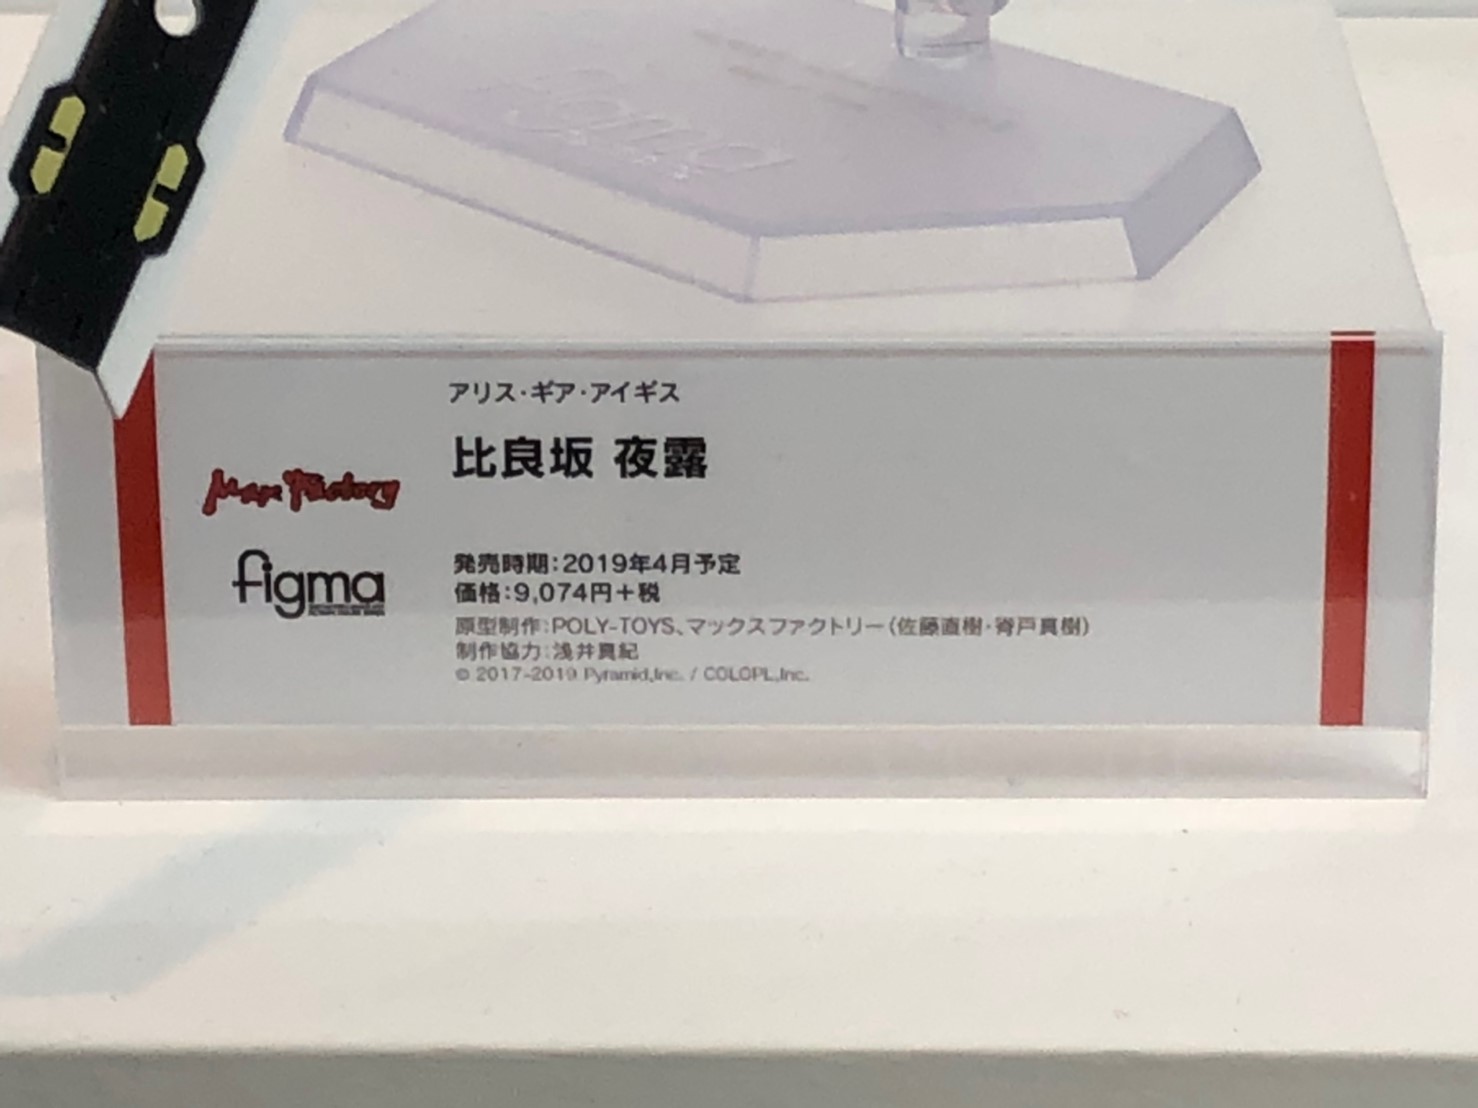 figma
アリス・ギア・アイギス
比良坂 夜露
Max Factory
figma
発売時期:2019年4月予定
価格:9,074円+税
原型制作:POLY-TOYS、マックスファクトリー(佐藤直樹・脊戸真樹)
制作協力:浅井真紀
© 2017-2019 Pyramid,Inc. / COLOPL,Inc.